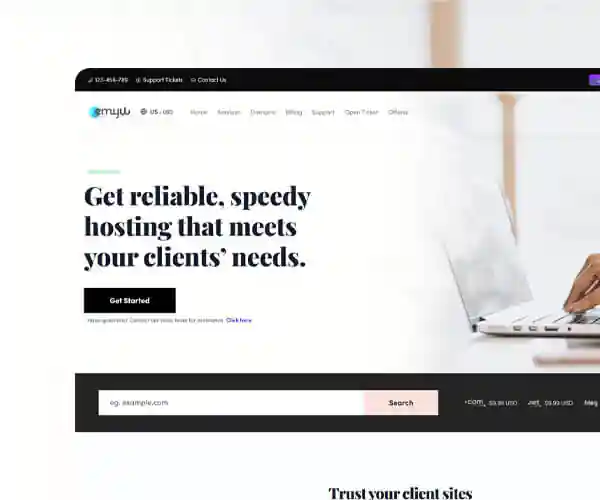 123-456-789 Support Tickets Contact Us
emyw US - USD Home Services Domains Billing Support Open Ticket Offers
Get reliable, speedy
hosting that meets
your clients’ needs.
Get Started
Click here
eg. example.com Search .com $9.99 USD .net $9.99 USD .blog
Trust your client sites